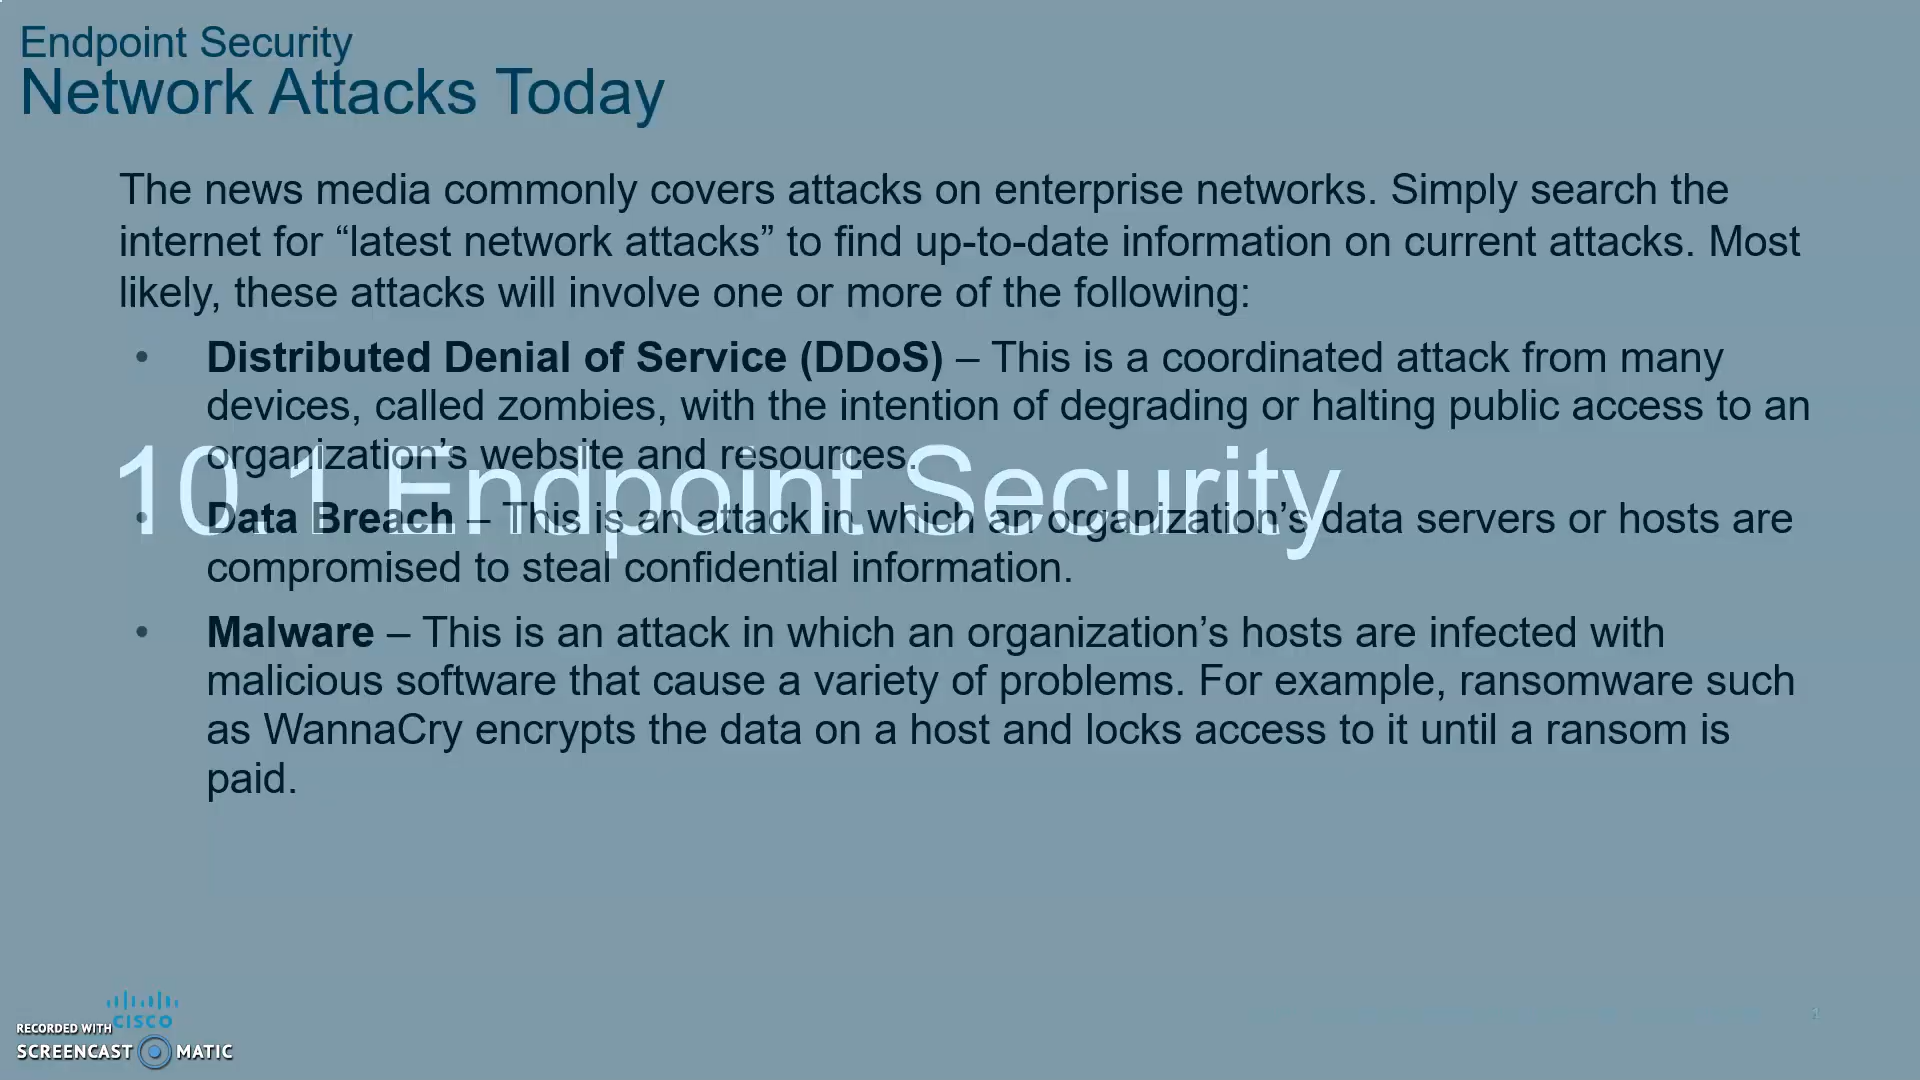 Endpoint Security
Network Attacks Today
The news media commonly covers attacks on enterprise networks. Simply search the
internet for “latest network attacks” to find up-to-date information on current attacks. Most
likely, these attacks will involve one or more of the following:
• Distributed Denial of Service (DDoS) – This is a coordinated attack from many
devices, called zombies, with the intention of degrading or halting public access to an
organization’s website and resources.
10.1 Endpoint Security
• Data Breach – This is an attack in which an organization’s data servers or hosts are
compromised to steal confidential information.
• Malware – This is an attack in which an organization’s hosts are infected with
malicious software that cause a variety of problems. For example, ransomware such
as WannaCry encrypts the data on a host and locks access to it until a ransom is
paid.
CISCO
RECORDED WITH
SCREENCAST MATIC